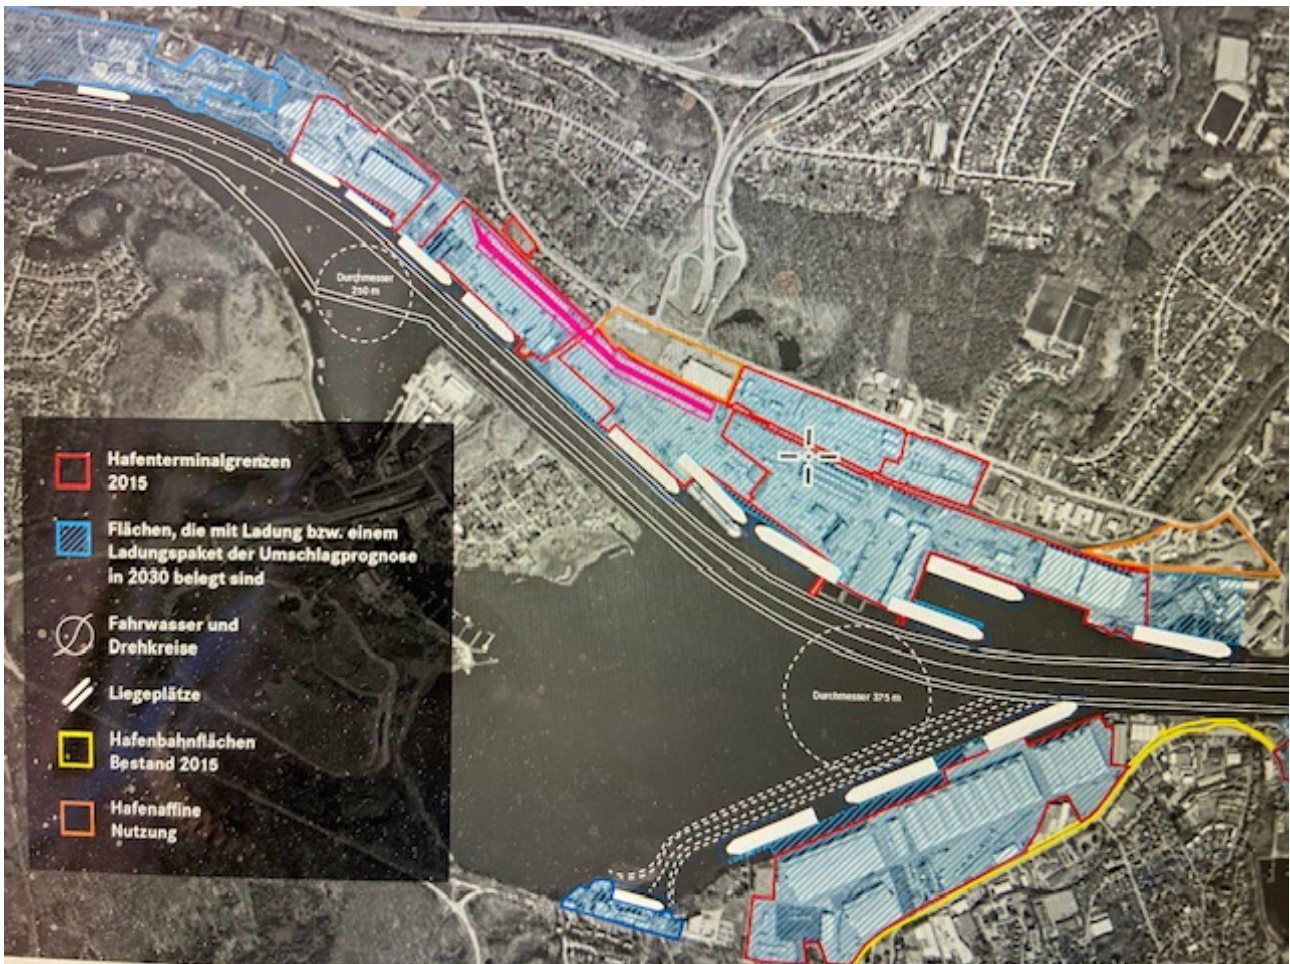 Durchmesser
250 m
Hafenterminalgrenzen
2015
Flächen, die mit Ladung bzw. einem
Ladungspaket der Umschlagprognose
in 2030 belegt sind
Fahrwasser und
Drehkreise
Liegeplätze
Durchmesser 375 m
Hafenbahnflächen
Bestand 2015
Hafenaffine
Nutzung